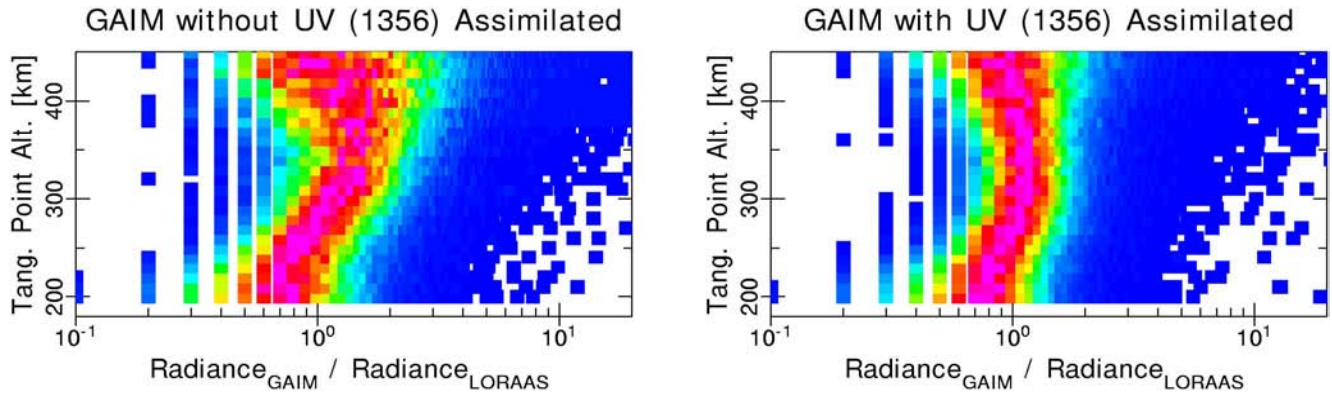 GAIM without UV (1356) Assimilated
Tang. Point Alt. [km]
400
300
200
10^-1
10^0
10^1
Radiance_GAIM / Radiance_LORAAS
GAIM with UV (1356) Assimilated
Tang. Point Alt. [km]
400
300
200
10^-1
10^0
10^1
Radiance_GAIM / Radiance_LORAAS